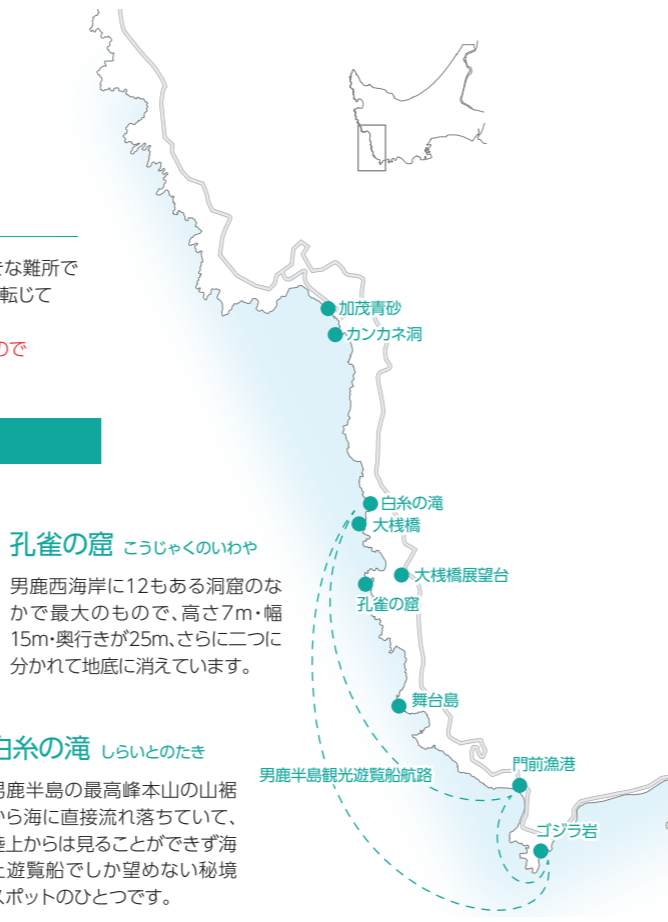 な難所で
転じて
ので
孔雀の窟 こうじゃくのいわや
男鹿西海岸に12もある洞窟のな
かで最大のもので、高さ7m・幅
15m・奥行きが25m、さらに二つに
分かれて地底に消えています。
白糸の滝 しらいとのたき
男鹿半島の最高峰本山の山裾
から海に直接流れ落ちていて、
陸上からは見ることができず海
上遊覧船でしか望めない秘境
スポットのひとつです。
加茂青砂
カンカネ洞
白糸の滝
大桟橋
大桟橋展望台
孔雀の窟
舞台島
男鹿半島観光遊覧船航路
門前漁港
ゴジラ岩